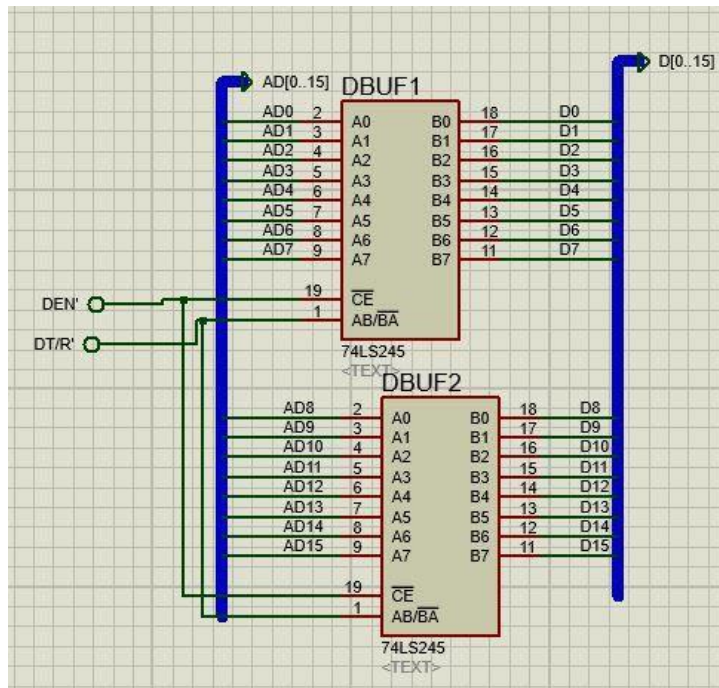 AD[0..15] DBUF1 D[0..15]
AD0 2 A0 B0 18 D0
AD1 3 A1 B1 17 D1
AD2 4 A2 B2 16 D2
AD3 5 A3 B3 15 D3
AD4 6 A4 B4 14 D4
AD5 7 A5 B5 13 D5
AD6 8 A6 B6 12 D6
AD7 9 A7 B7 11 D7
DEN' 19 CE
DT/R' 1 AB/BA
74LS245
<TEXT>
DBUF2
AD8 2 A0 B0 18 D8
AD9 3 A1 B1 17 D9
AD10 4 A2 B2 16 D10
AD11 5 A3 B3 15 D11
AD12 6 A4 B4 14 D12
AD13 7 A5 B5 13 D13
AD14 8 A6 B6 12 D14
AD15 9 A7 B7 11 D15
19 CE
1 AB/BA
74LS245
<TEXT>